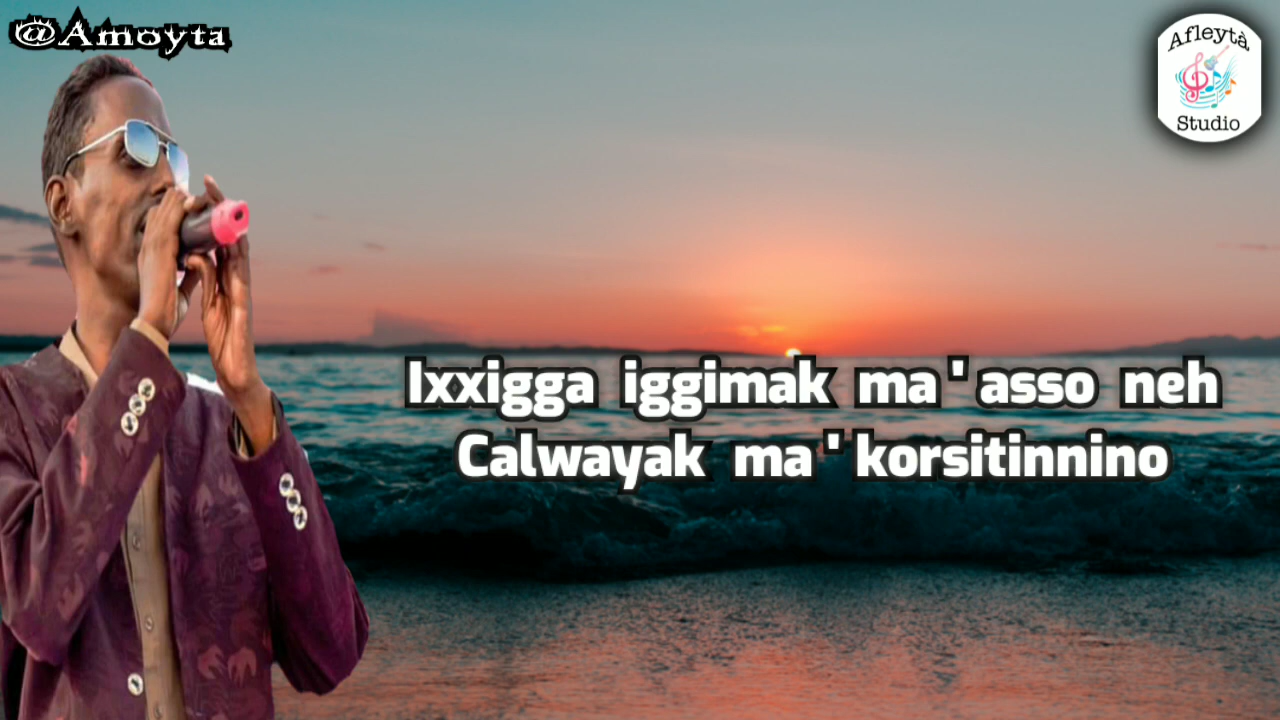 @Amoyta
Afleytà
Studio
Ixxigga iggimak ma ' asso neh
Calwayak ma ' korsitinnino